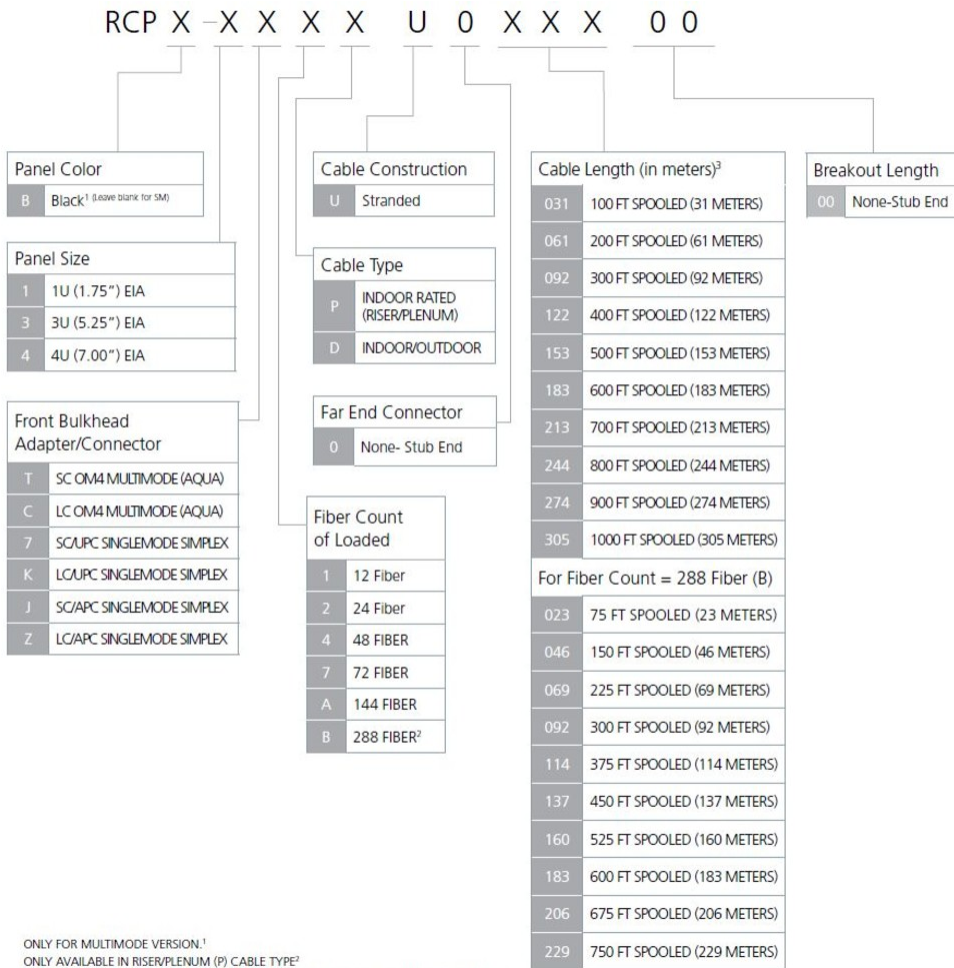 RCP X -X X X X U 0 X X X 0 0
Panel Color
B Black¹ (Leave blank for SM)
Panel Size
1 1U (1.75”) EIA
3 3U (5.25”) EIA
4 4U (7.00”) EIA
Front Bulkhead
Adapter/Connector
T SC OM4 MULTIMODE (AQUA)
C LC OM4 MULTIMODE (AQUA)
7 SC/UPC SINGLEMODE SIMPLEX
K LC/UPC SINGLEMODE SIMPLEX
J SC/APC SINGLEMODE SIMPLEX
Z LC/APC SINGLEMODE SIMPLEX
Cable Construction
U Stranded
Cable Type
P INDOOR RATED
(RISER/PLENUM)
D INDOOR/OUTDOOR
Far End Connector
0 None- Stub End
Fiber Count
of Loaded
1 12 Fiber
2 24 Fiber
4 48 FIBER
7 72 FIBER
A 144 FIBER
B 288 FIBER²
Cable Length (in meters)³
031 100 FT SPOOLED (31 METERS)
061 200 FT SPOOLED (61 METERS)
092 300 FT SPOOLED (92 METERS)
122 400 FT SPOOLED (122 METERS)
153 500 FT SPOOLED (153 METERS)
183 600 FT SPOOLED (183 METERS)
213 700 FT SPOOLED (213 METERS)
244 800 FT SPOOLED (244 METERS)
274 900 FT SPOOLED (274 METERS)
305 1000 FT SPOOLED (305 METERS)
For Fiber Count = 288 Fiber (B)
023 75 FT SPOOLED (23 METERS)
046 150 FT SPOOLED (46 METERS)
069 225 FT SPOOLED (69 METERS)
092 300 FT SPOOLED (92 METERS)
114 375 FT SPOOLED (114 METERS)
137 450 FT SPOOLED (137 METERS)
160 525 FT SPOOLED (160 METERS)
183 600 FT SPOOLED (183 METERS)
206 675 FT SPOOLED (206 METERS)
229 750 FT SPOOLED (229 METERS)
Breakout Length
00 None-Stub End
ONLY FOR MULTIMODE VERSION.¹
ONLY AVAILABLE IN RISER/PLENUM (P) CABLE TYPE²